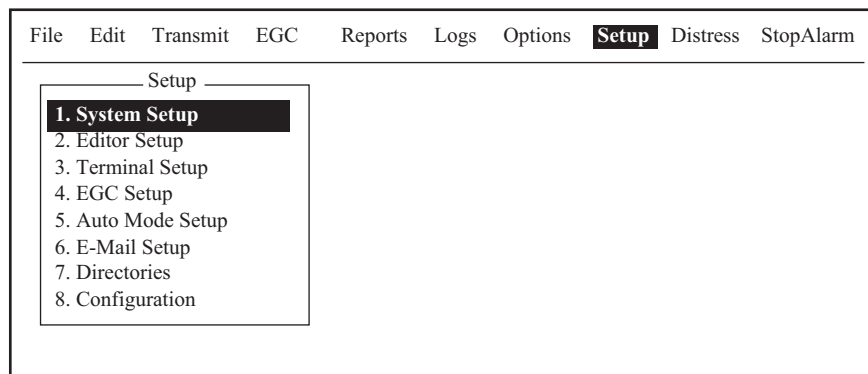 File Edit Transmit EGC Reports Logs Options Setup Distress StopAlarm
Setup
1. System Setup
2. Editor Setup
3. Terminal Setup
4. EGC Setup
5. Auto Mode Setup
6. E-Mail Setup
7. Directories
8. Configuration